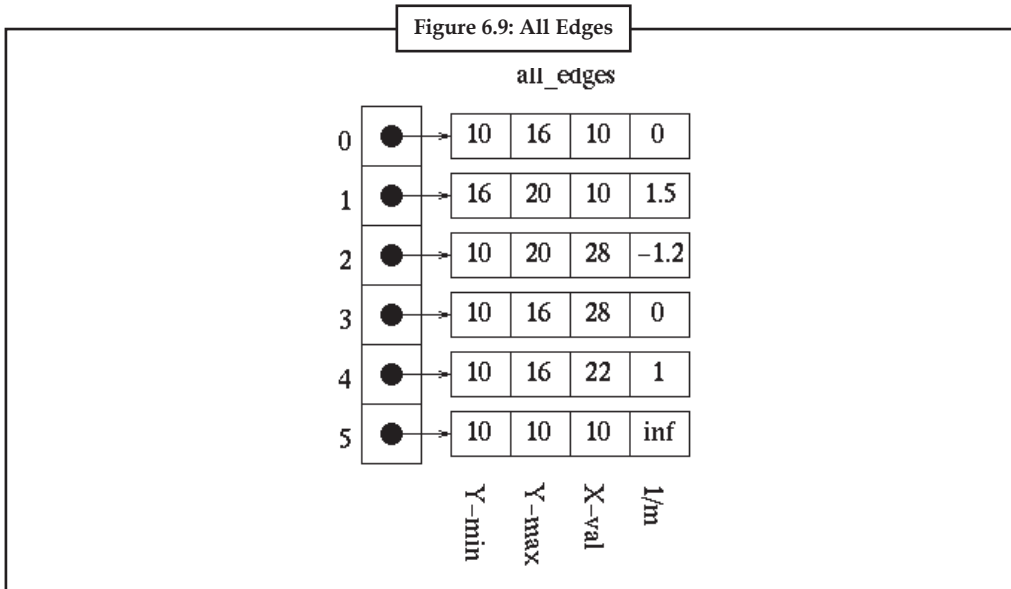 Figure 6.9: All Edges
all_edges
0 10 16 10 0
1 16 20 10 1.5
2 10 20 28 −1.2
3 10 16 28 0
4 10 16 22 1
5 10 10 10 inf
Y-min Y-max X-val 1/m